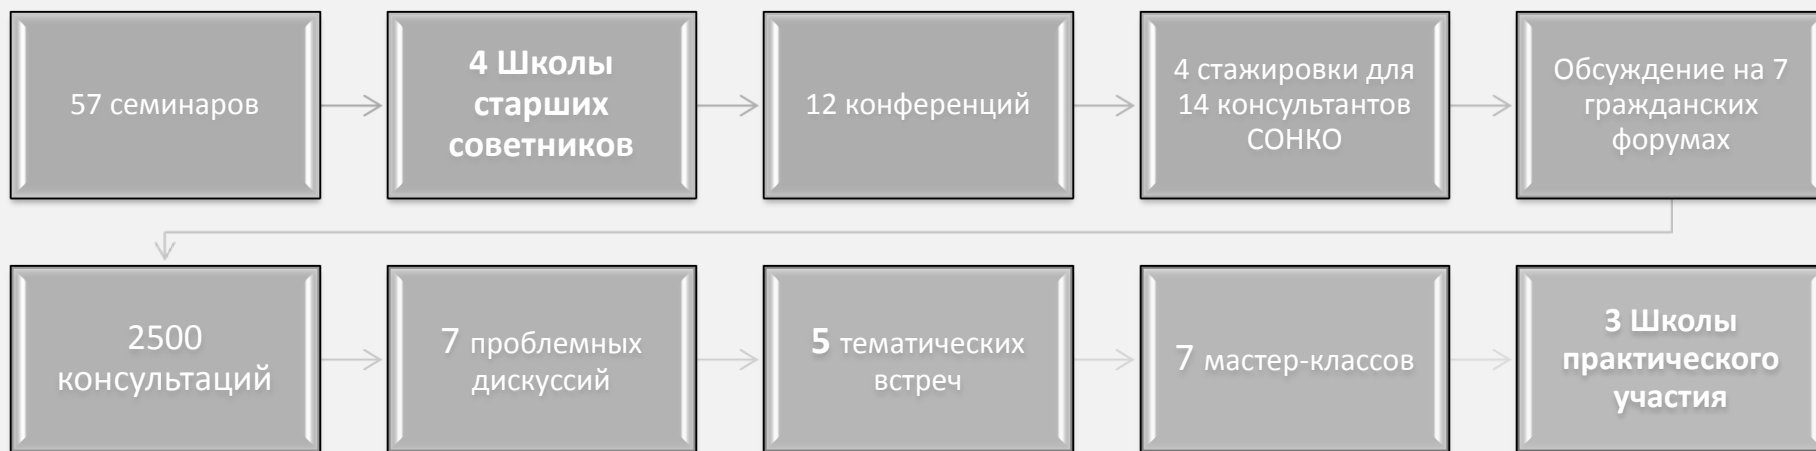 57 семинаров
4 Школы
старших
советников
12 конференций
4 стажировки для
14 консультантов
СОНКО
Обсуждение на 7
гражданских
форумах
2500
консультаций
7 проблемных
дискуссий
5 тематических
встреч
7 мастер-классов
3 Школы
практического
участия